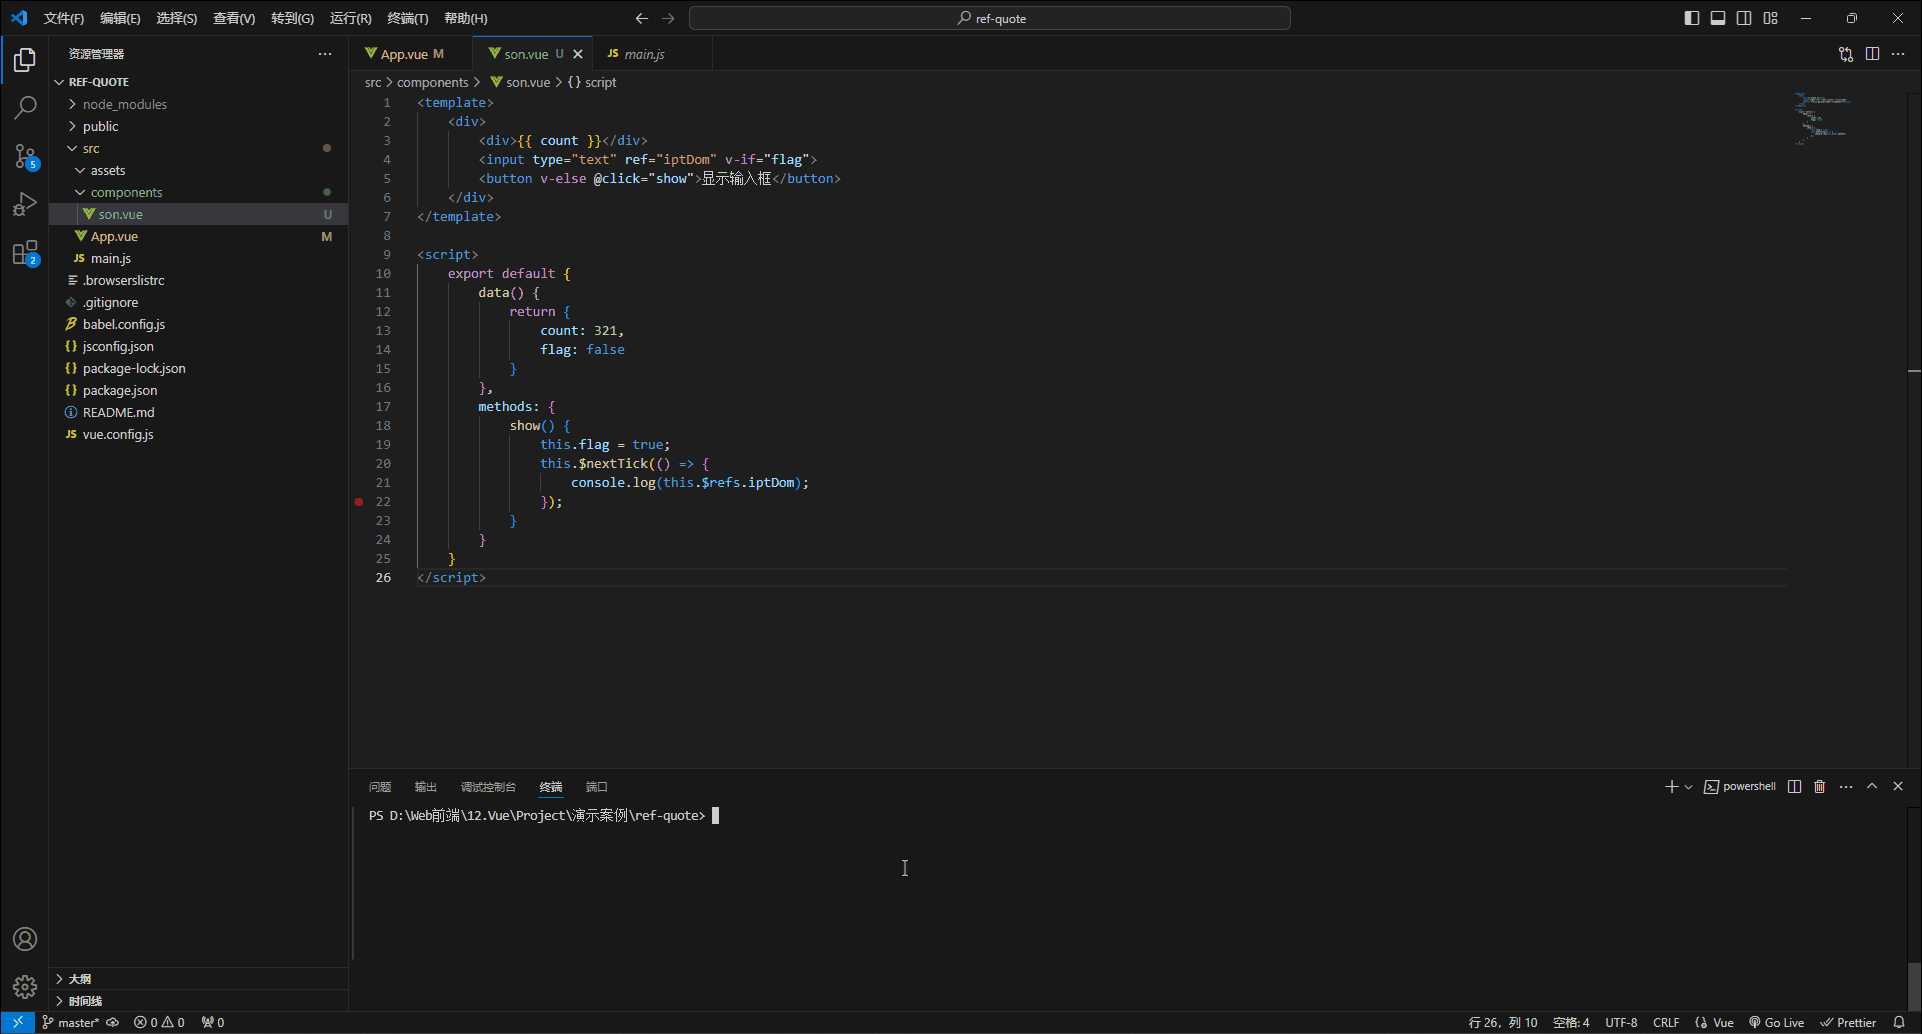 文件(F) 编辑(E) 选择(S) 查看(V) 转到(G) 运行(R) 终端(T) 帮助(H) ref-quote
资源管理器
REF-QUOTE
node_modules
public
src
assets
components
son.vue U
App.vue M
JS main.js
.browserslistrc
.gitignore
babel.config.js
{} jsconfig.json
{} package-lock.json
{} package.json
README.md
JS vue.config.js
大纲
时间线
5
2
App.vue M son.vue U JS main.js
src > components > son.vue > {} script
1 <template>
2 <div>
3 <div>{{ count }}</div>
4 <input type="text" ref="iptDom" v-if="flag">
5 <button v-else @click="show">显示输入框</button>
6 </div>
7 </template>
8
9 <script>
10 export default {
11 data() {
12 return {
13 count: 321,
14 flag: false
15 }
16 },
17 methods: {
18 show() {
19 this.flag = true;
20 this.$nextTick(() => {
21 console.log(this.$refs.iptDom);
22 });
23 }
24 }
25 }
26 </script>
问题 输出 调试控制台 终端 端口 powershell
PS D:\Web前端\12.Vue\Project\演示案例\ref-quote>
master* 0 0 0 行 26，列 10 空格: 4 UTF-8 CRLF {} Vue Go Live Prettier